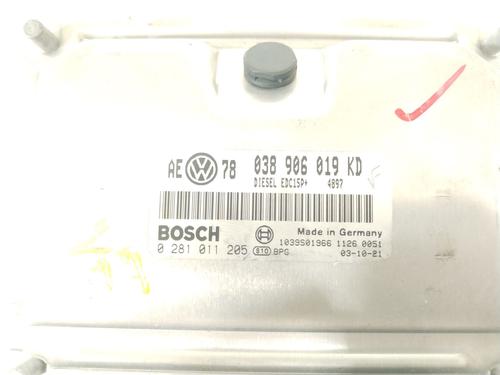 AE 78 038 906 019 KD
DIESEL EDC15P+ 4897
BOSCH Made in Germany
1039S01966 1126 0051
0 281 011 205 810 BPG 03-10-21